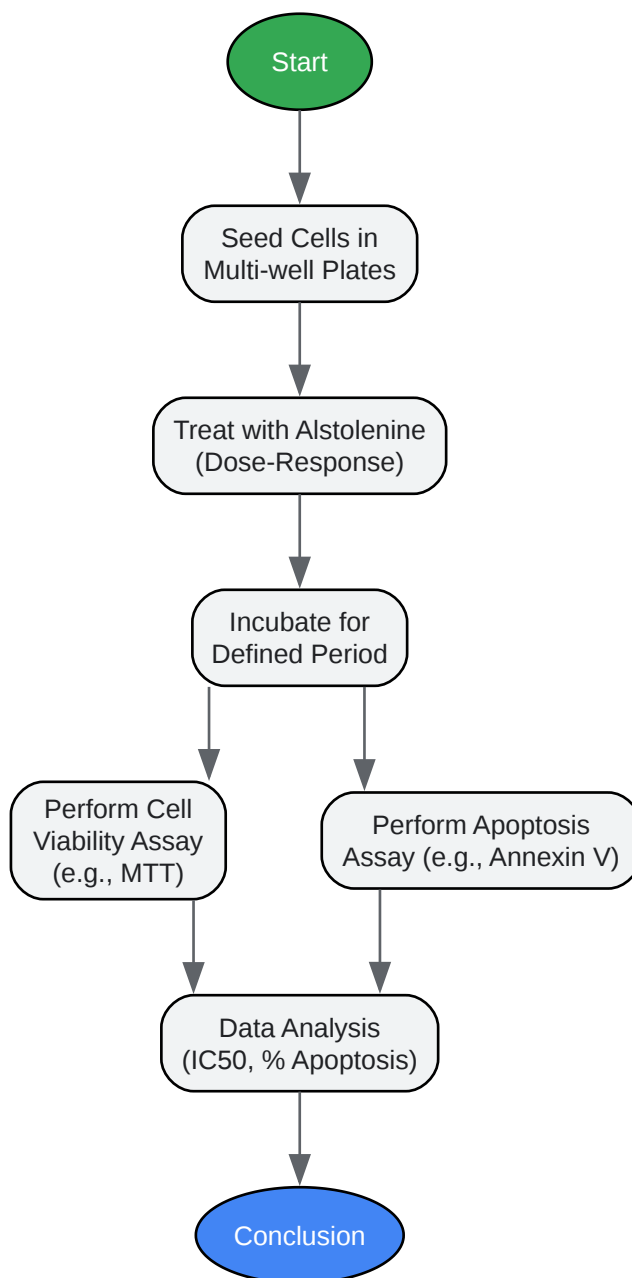 Start
Seed Cells in
Multi-well Plates
Treat with Alstolenine
(Dose-Response)
Incubate for
Defined Period
Perform Cell
Viability Assay
(e.g., MTT)
Perform Apoptosis
Assay (e.g., Annexin V)
Data Analysis
(IC50, % Apoptosis)
Conclusion